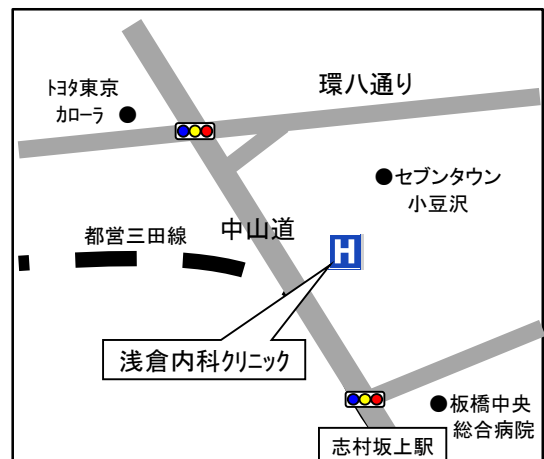 トヨタ東京
カローラ
環八通り
セブンタウン
小豆沢
都営三田線
中山道
H
浅倉内科クリニック
板橋中央
総合病院
志村坂上駅